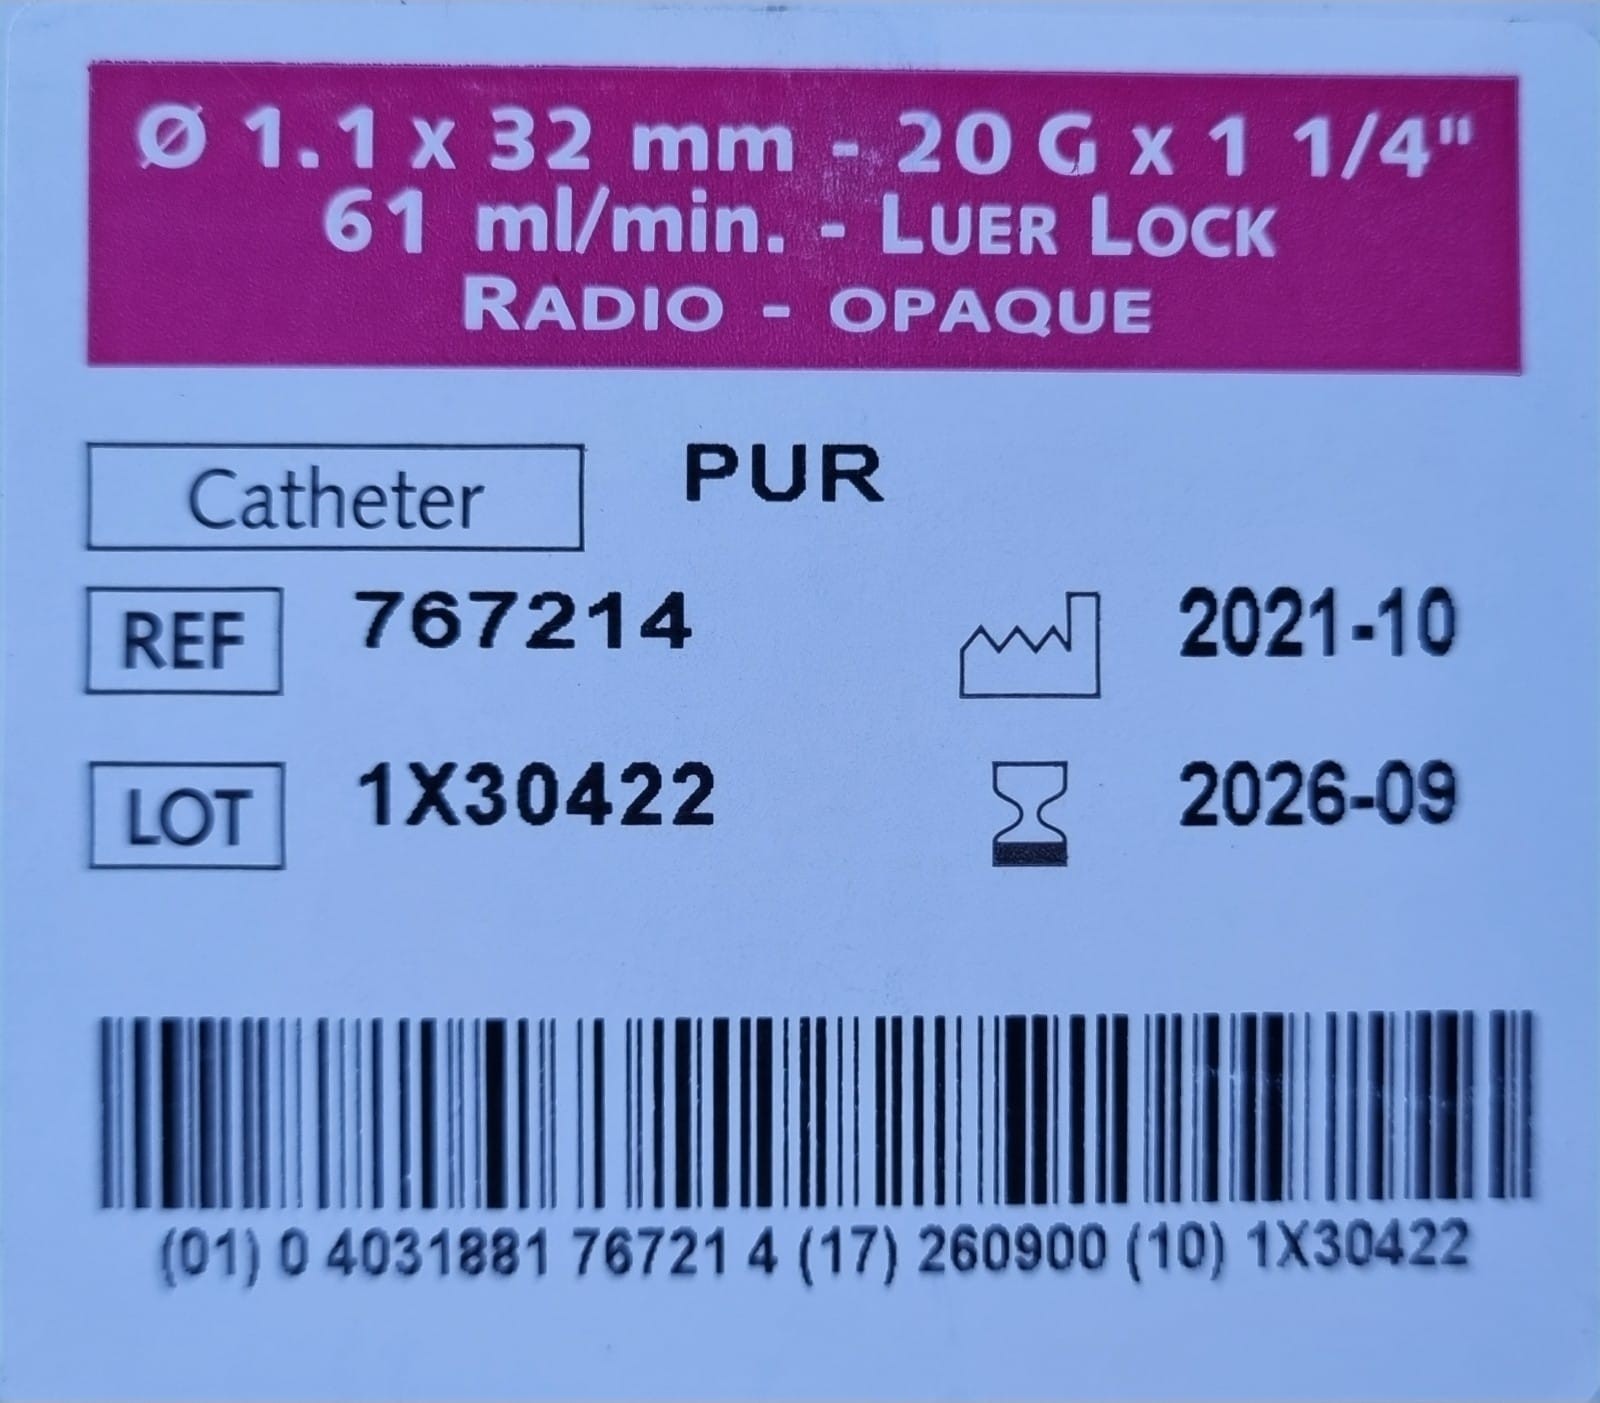 Ø 1.1 x 32 mm - 20 G x 1 1/4"
61 ml/min. - LUER LOCK
RADIO - OPAQUE
Catheter PUR
REF 767214 2021-10
LOT 1X30422 2026-09
(01) 0 4031881 76721 4 (17) 260900 (10) 1X30422